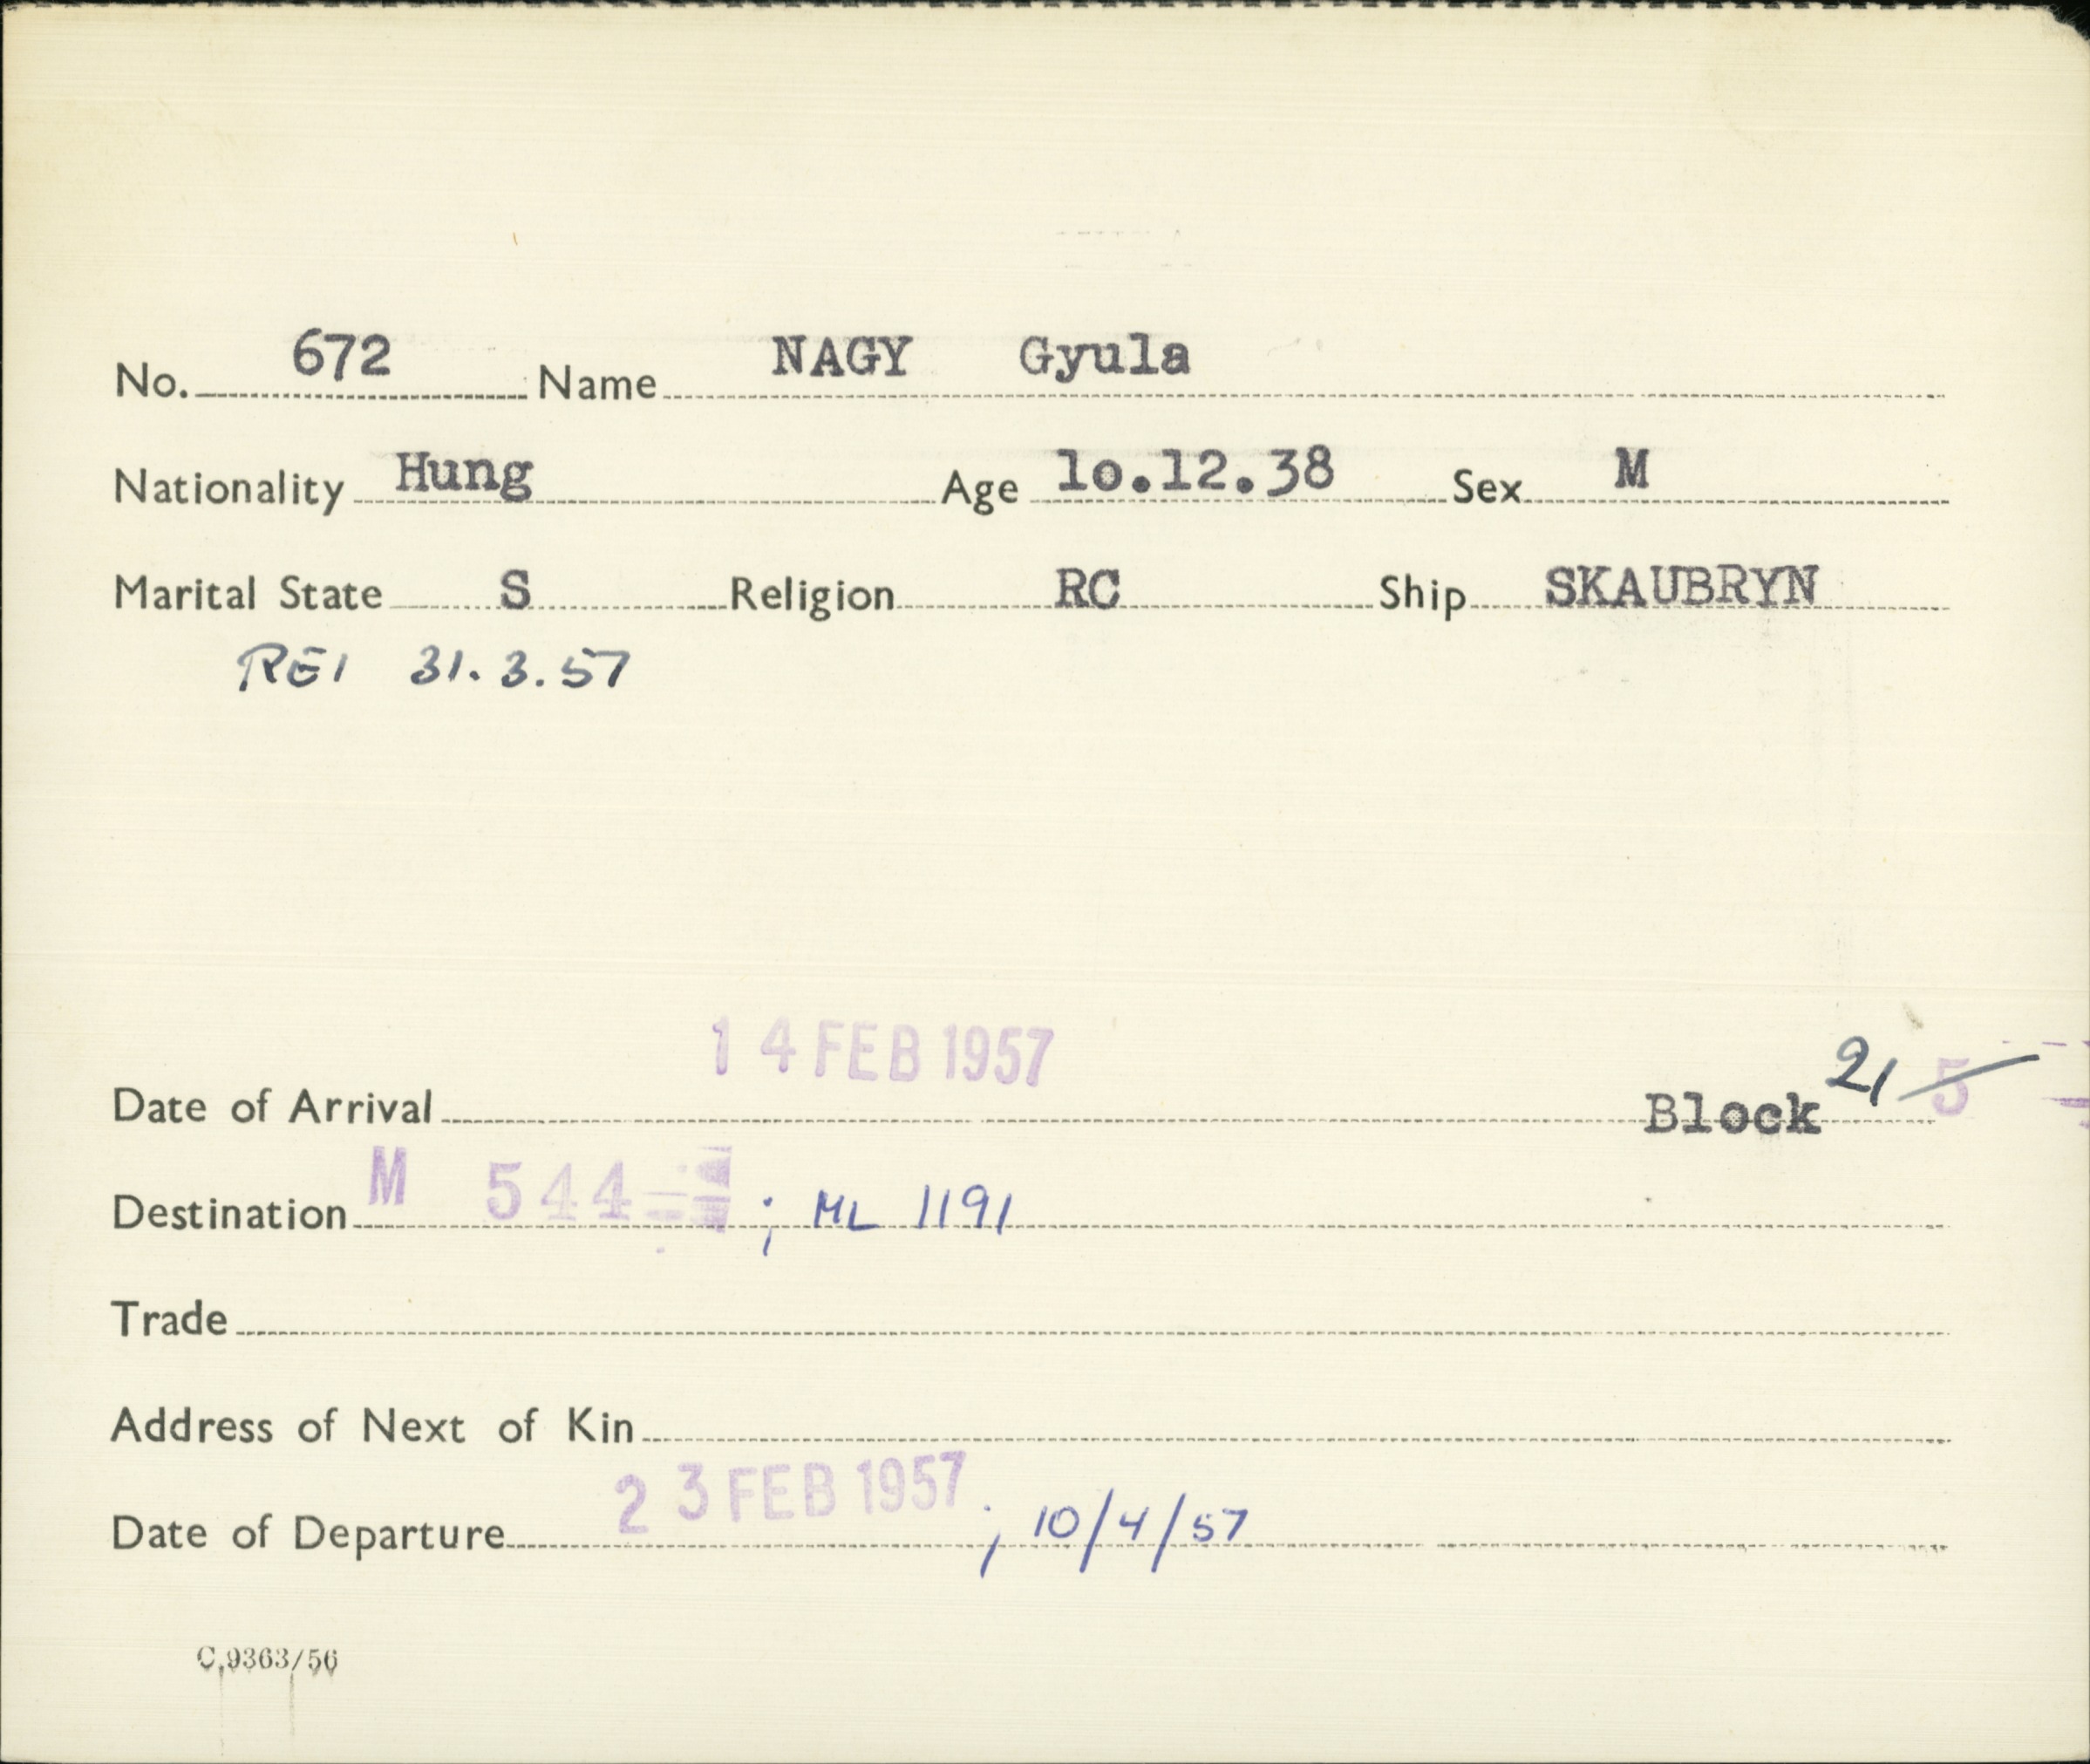 No. 672 Name NAGY Gyula
Nationality Hung Age lo.12.38 Sex M
Marital State S Religion RC Ship SKAUBRYN
REI 31.3.57
Date of Arrival 14 FEB 1957 Block 21 5
Destination M 544 ; ML 1191
Trade
Address of Next of Kin
Date of Departure 23 FEB 1957 ; 10/4/57
C.9363/56